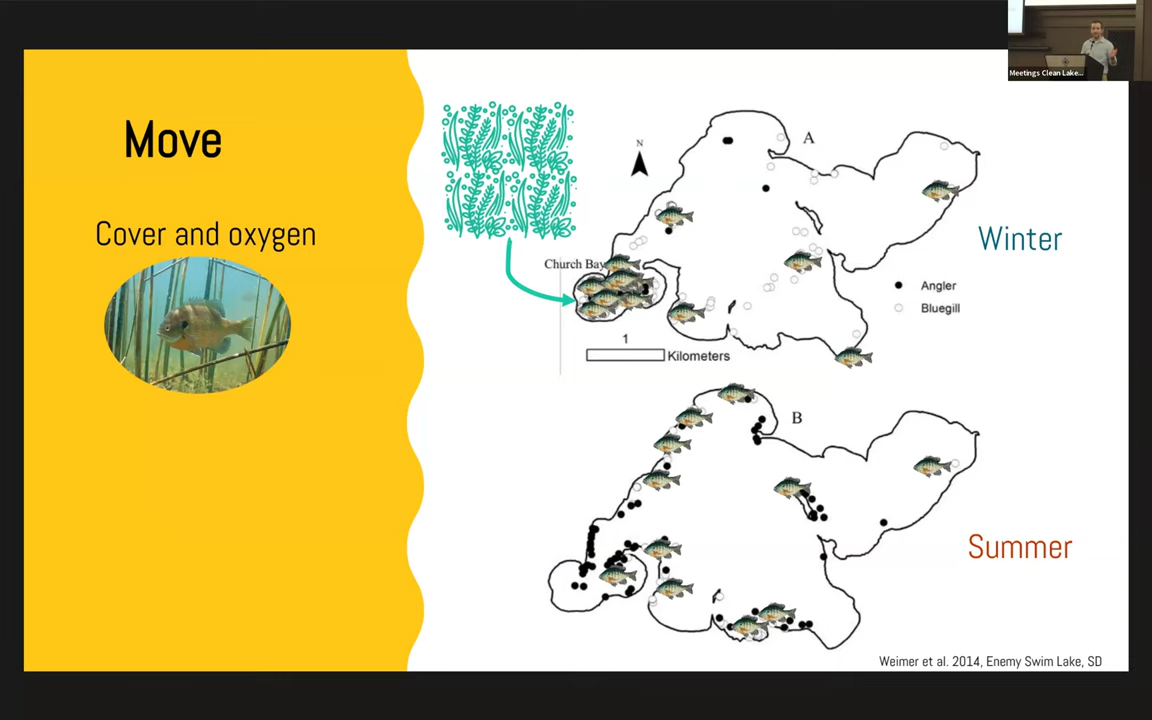 Meetings Clean Lake...
Move
Cover and oxygen
N
A
Church Bay
Winter
Angler
Bluegill
1
Kilometers
B
Summer
Weimer et al. 2014, Enemy Swim Lake, SD